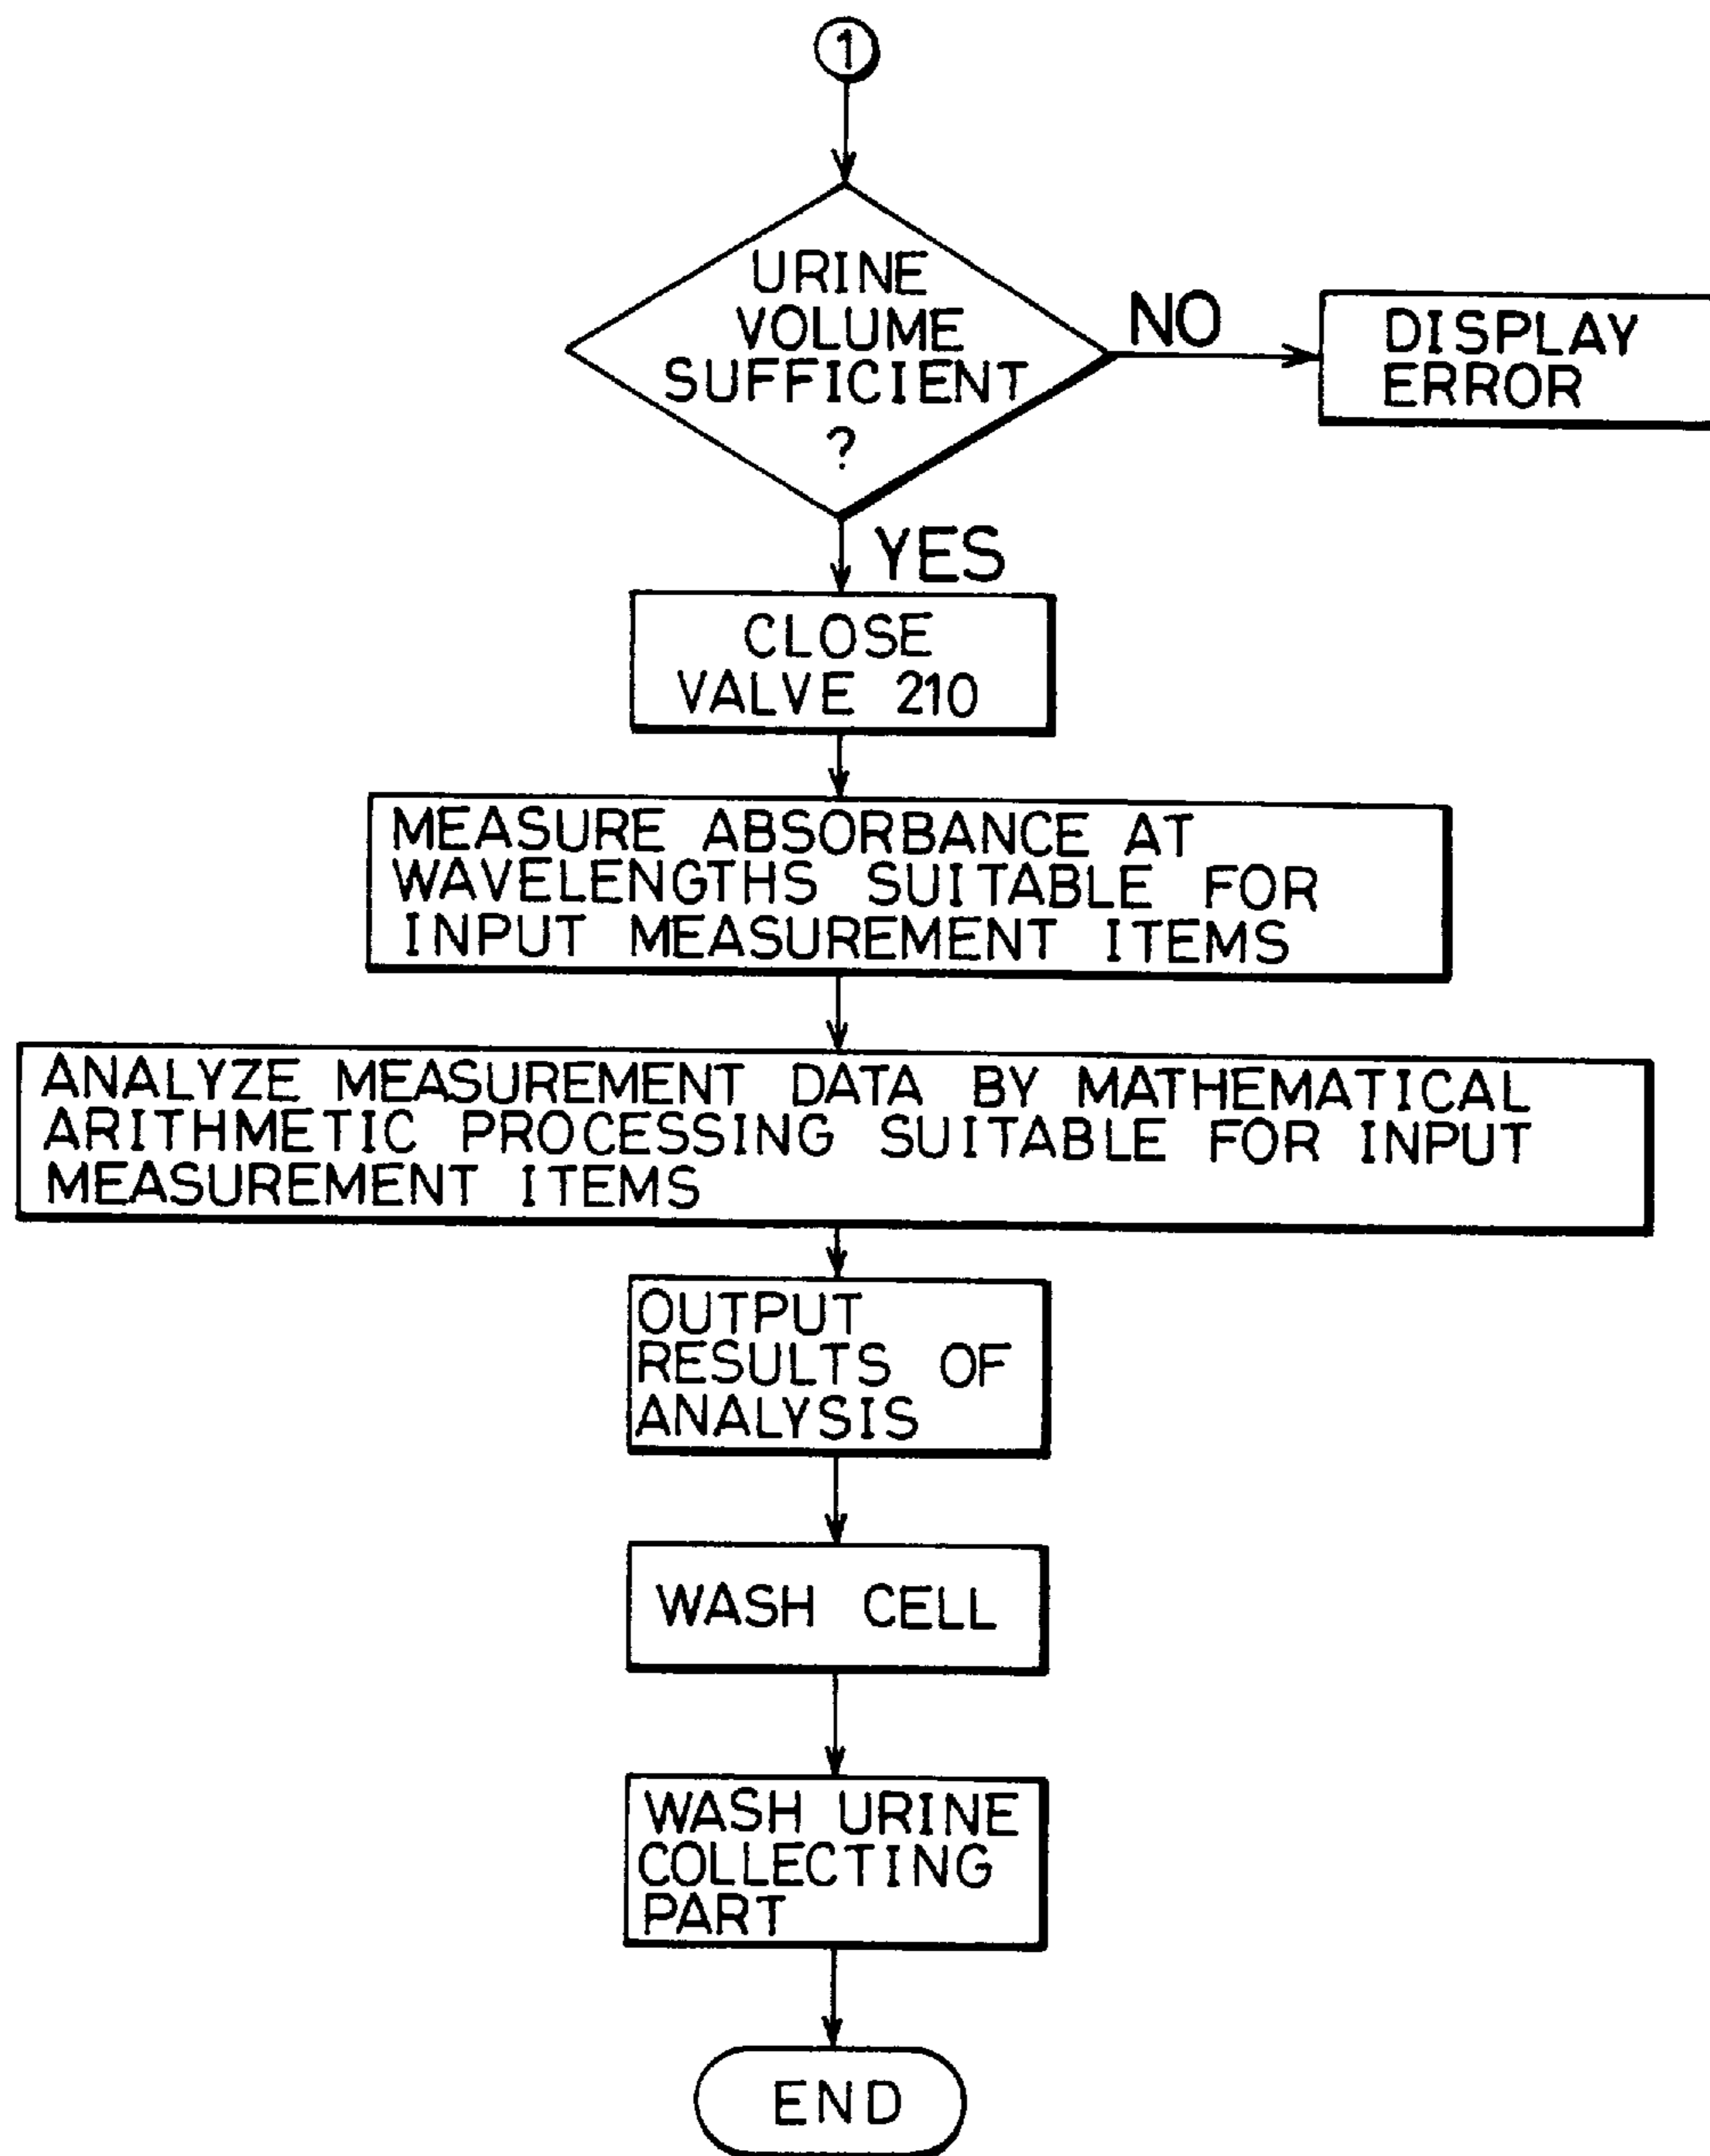 1
URINE
VOLUME
SUFFICIENT
?
NO
DISPLAY
ERROR
YES
CLOSE
VALVE 210
MEASURE ABSORBANCE AT
WAVELENGTHS SUITABLE FOR
INPUT MEASUREMENT ITEMS
ANALYZE MEASUREMENT DATA BY MATHEMATICAL
ARITHMETIC PROCESSING SUITABLE FOR INPUT
MEASUREMENT ITEMS
OUTPUT
RESULTS OF
ANALYSIS
WASH CELL
WASH URINE
COLLECTING
PART
END